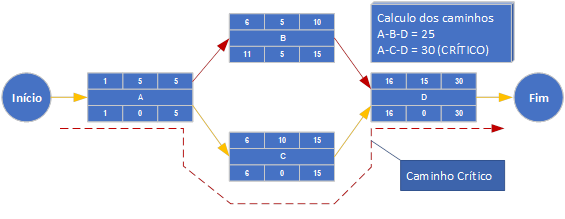 6 5 10
B
11 5 15
Calculo dos caminhos
A-B-D = 25
A-C-D = 30 (CRÍTICO)
Início
1 5 5
A
1 0 5
16 15 30
D
16 0 30
Fim
6 10 15
C
6 0 15
Caminho Crítico